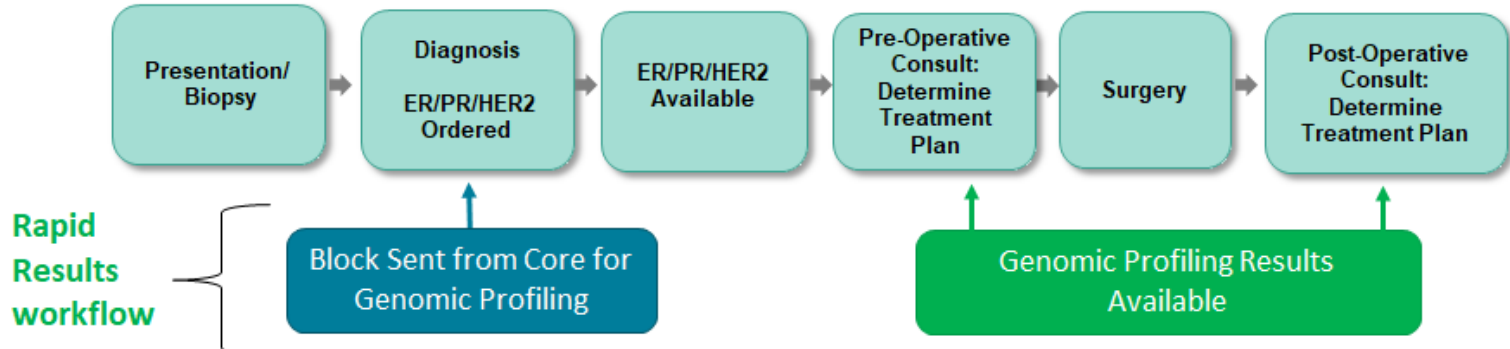 Presentation/
Biopsy
Diagnosis
ER/PR/HER2
Ordered
ER/PR/HER2
Available
Pre-Operative
Consult:
Determine
Treatment
Plan
Surgery
Post-Operative
Consult:
Determine
Treatment Plan
Rapid
Results
workflow
Block Sent from Core for
Genomic Profiling
Genomic Profiling Results
Available